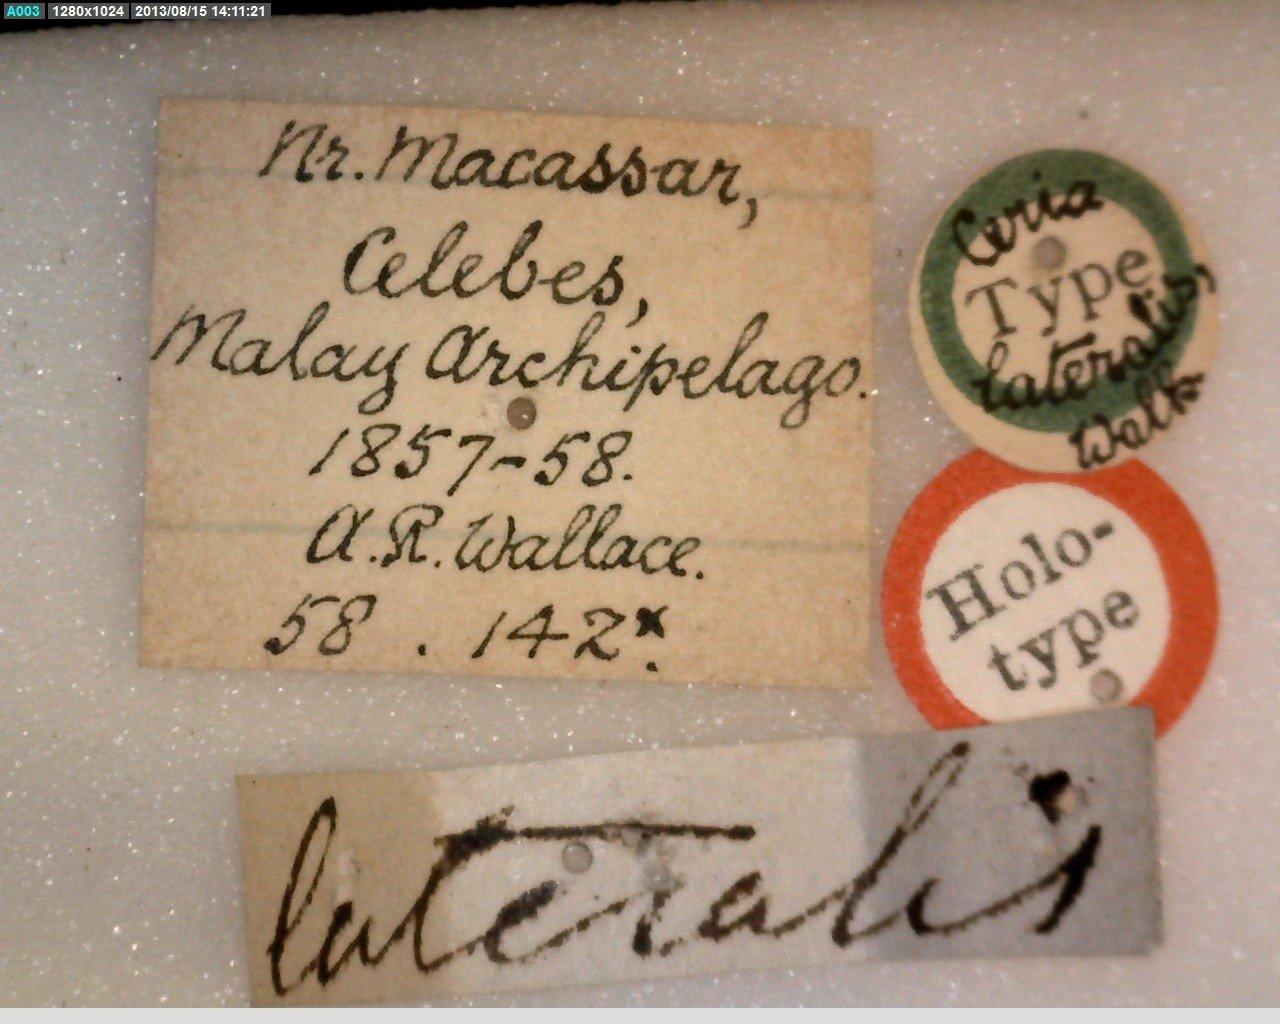 A003 1280x1024 2013/08/15 14:11:21
Nr. Macassar,
Celebes,
Malay Archipelago.
1857-58.
A.R. Wallace.
58 . 142x.
Ceria
Type
lateralis,
Walk
Holo-
type
lateralis